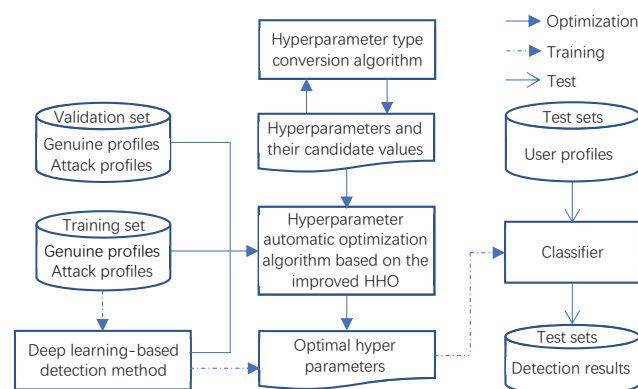 Hyperparameter type
conversion algorithm
Optimization
Training
Test
Validation set
Genuine profiles
Attack profiles
Hyperparameters and
their candidate values
Test sets
User profiles
Training set
Genuine profiles
Attack profiles
Hyperparameter
automatic optimization
algorithm based on the
improved HHO
Classifier
Deep learning-based
detection method
Optimal hyper
parameters
Test sets
Detection results